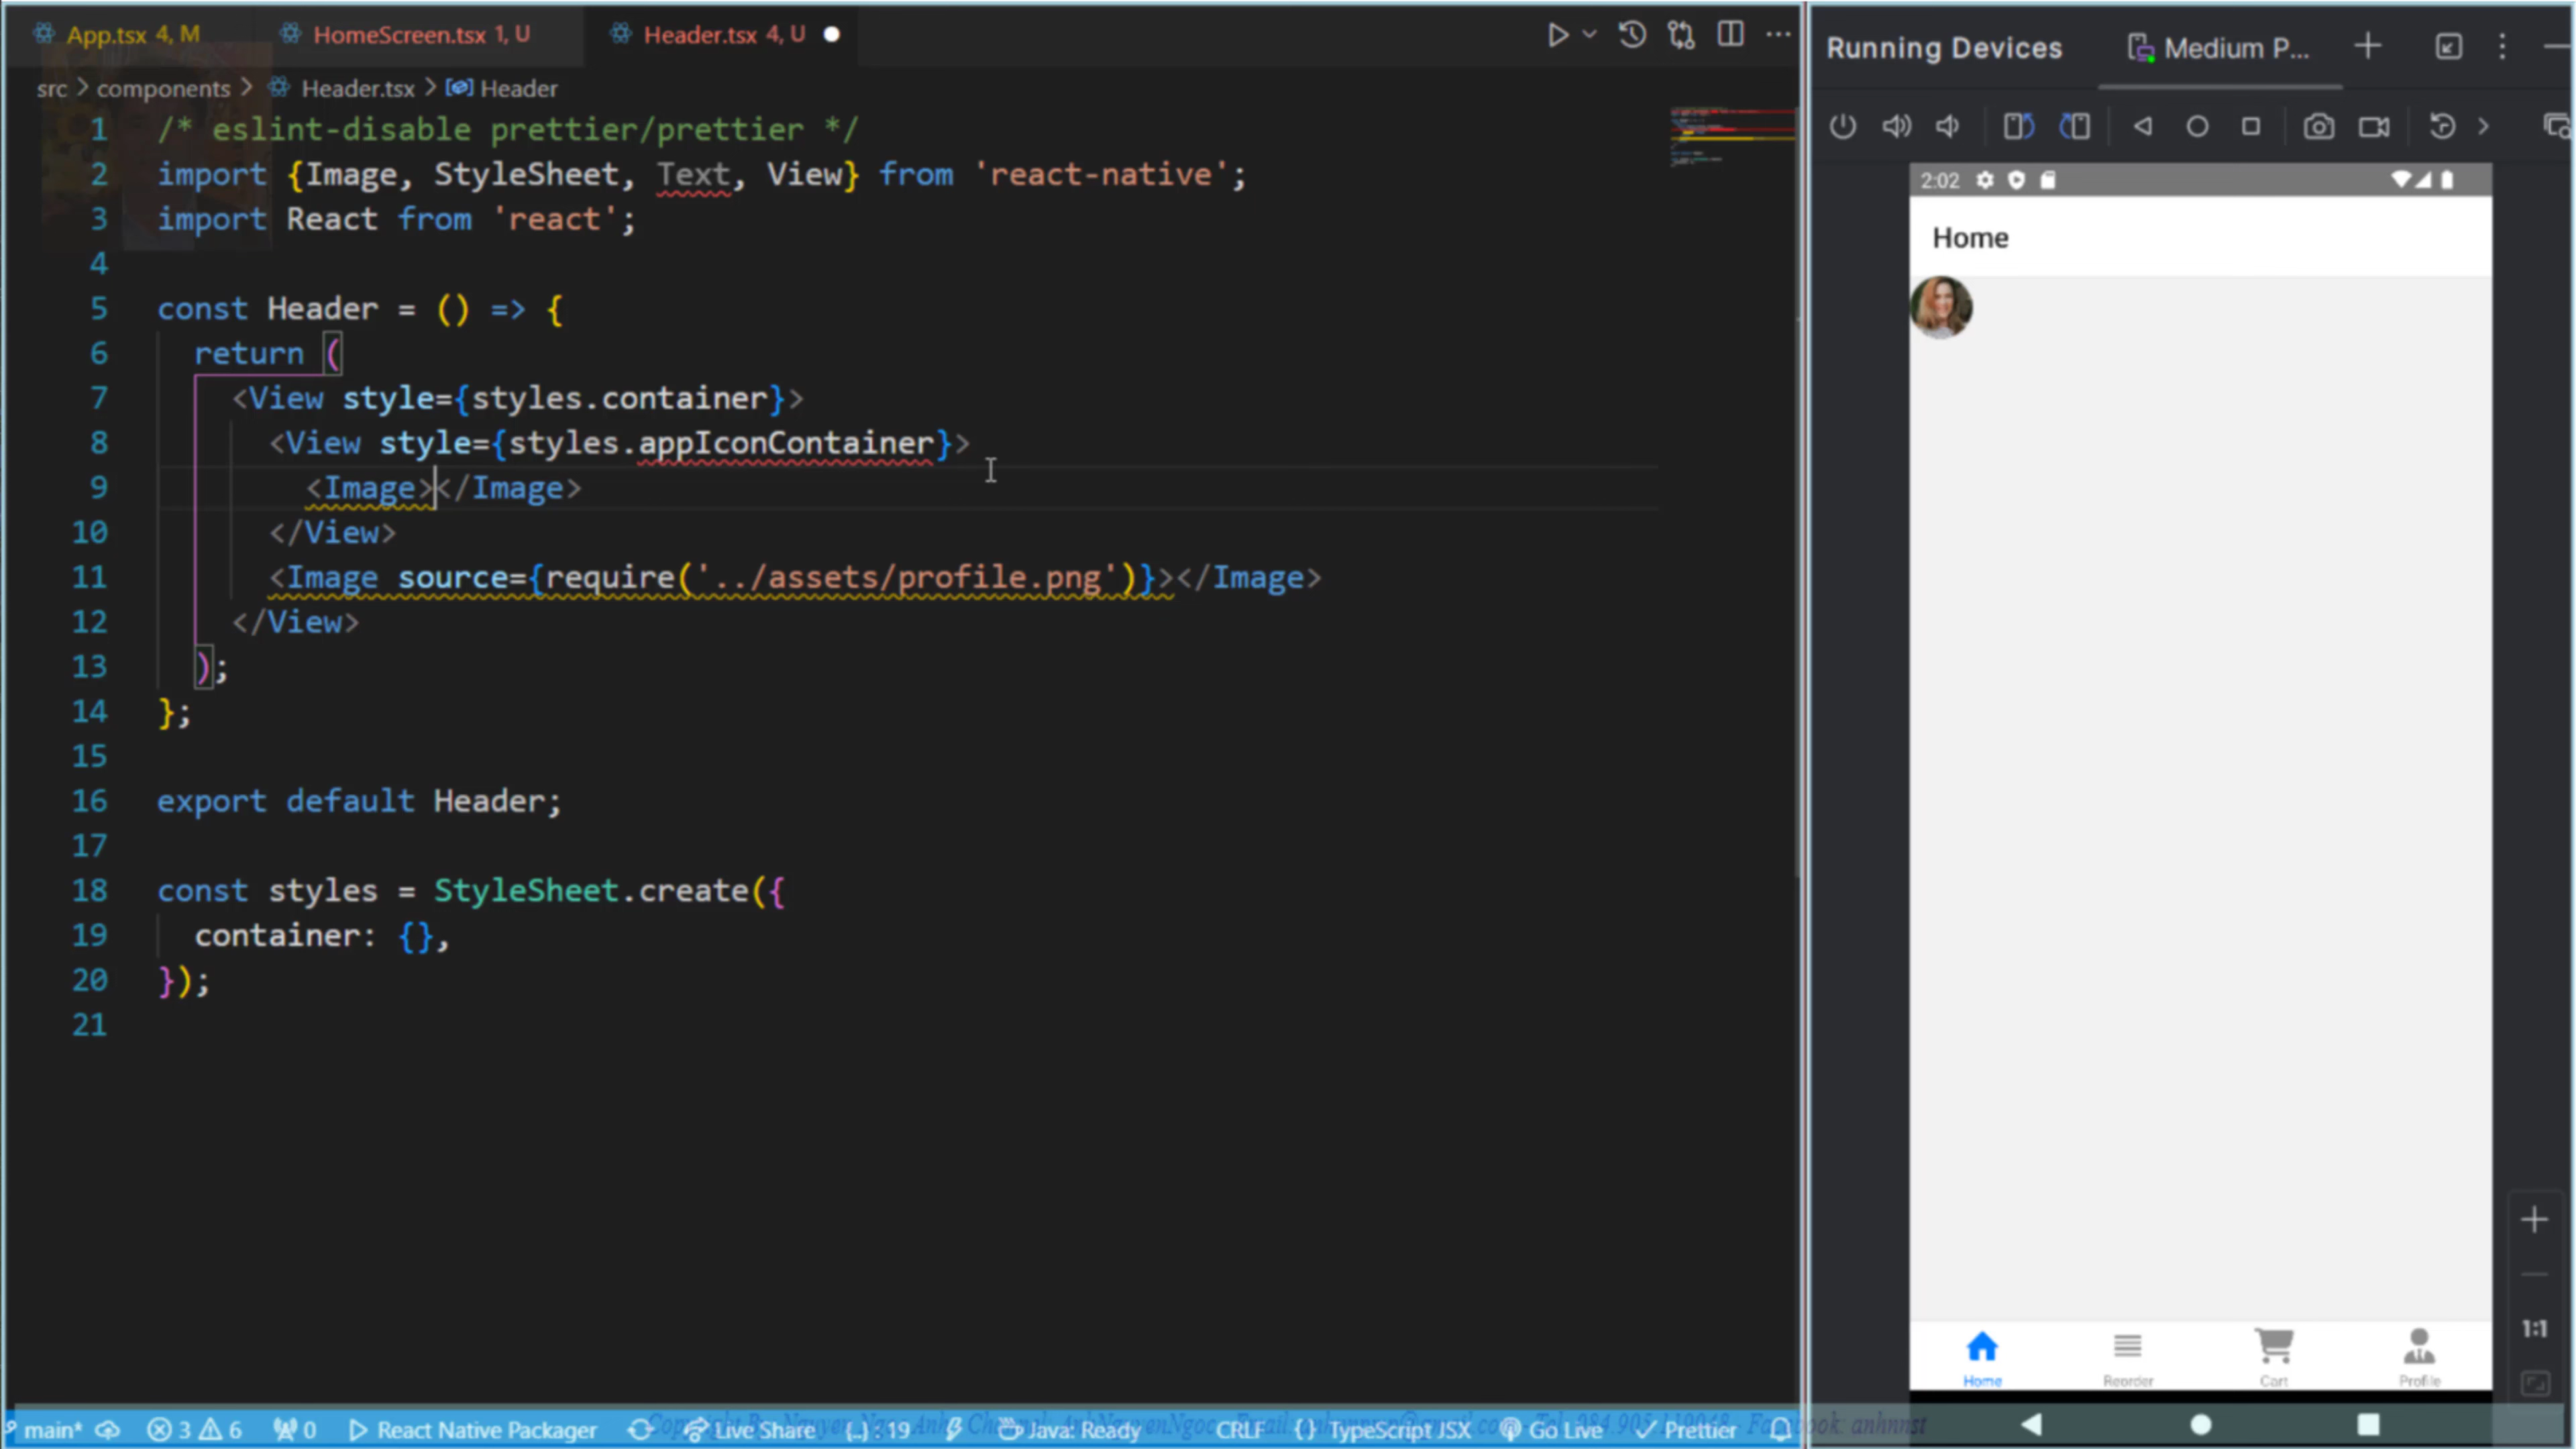 App.tsx 4, M
HomeScreen.tsx 1, U
Header.tsx 4, U
src > components > Header.tsx > Header
1 /* eslint-disable prettier/prettier */
2 import {Image, StyleSheet, Text, View} from 'react-native';
3 import React from 'react';
4
5 const Header = () => {
6 return (
7 <View style={styles.container}>
8 <View style={styles.appIconContainer}>
9 <Image></Image>
10 </View>
11 <Image source={require('../assets/profile.png')}></Image>
12 </View>
13 );
14 };
15
16 export default Header;
17
18 const styles = StyleSheet.create({
19 container: {},
20 });
21
main* 3 6 0 React Native Packager Live Share {..} : 19 Java: Ready CRLF {} TypeScript JSX Go Live Prettier
Running Devices
Medium P...
2:02
Home
Home
Reorder
Cart
Profile
1:1